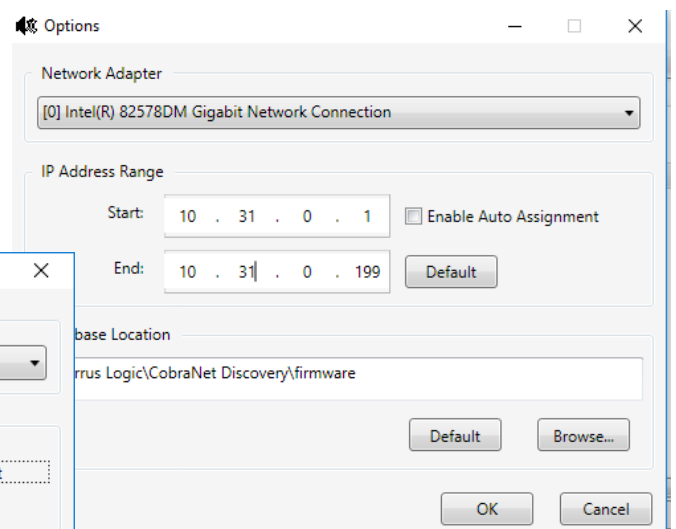 Options
Network Adapter
[0] Intel(R) 82578DM Gigabit Network Connection
IP Address Range
Start: 10 . 31 . 0 . 1 Enable Auto Assignment
End: 10 . 31 . 0 . 199 Default
base Location
rrus Logic\CobraNet Discovery\firmware
Default Browse...
OK Cancel